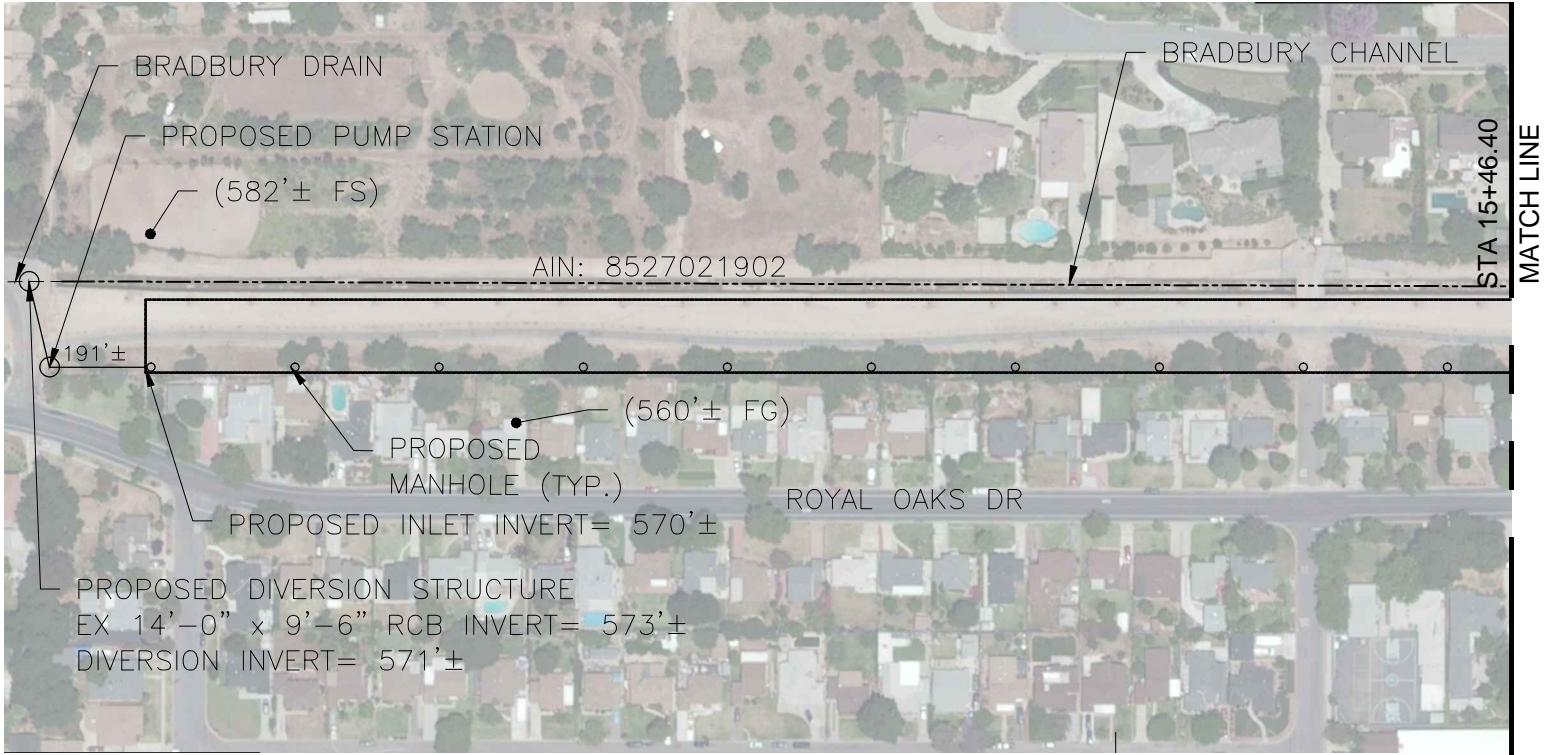 BRADBURY DRAIN
BRADBURY CHANNEL
PROPOSED PUMP STATION
(582'± FS)
STA 15+46.40
MATCH LINE
AIN: 8527021902
191'±
(560'± FG)
PROPOSED
MANHOLE (TYP.)
ROYAL OAKS DR
PROPOSED INLET INVERT= 570'±
PROPOSED DIVERSION STRUCTURE
EX 14'-0" x 9'-6" RCB INVERT= 573'±
DIVERSION INVERT= 571'±